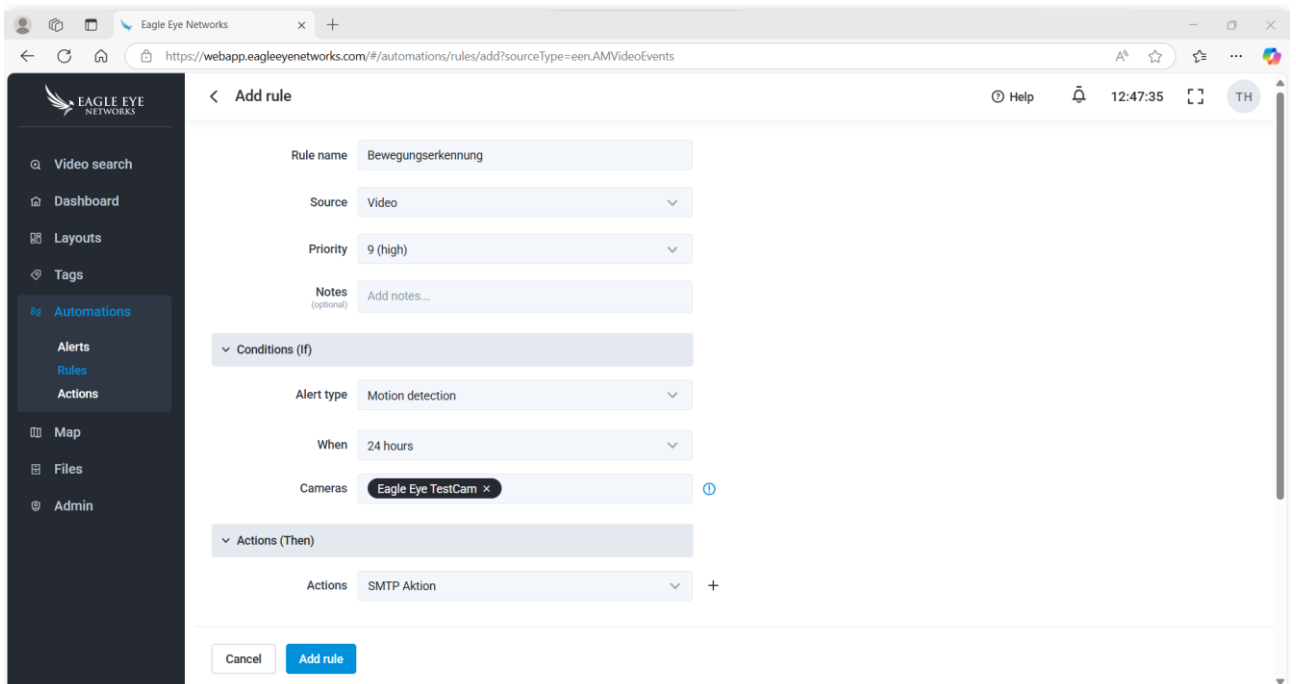 Eagle Eye Networks
https://webapp.eagleeyenetworks.com/#/automations/rules/add?sourceType=een.AMVideoEvents
EAGLE EYE
NETWORKS
Add rule
Help
12:47:35
TH
Video search
Dashboard
Layouts
Tags
Automations
Alerts
Rules
Actions
Map
Files
Admin
Rule name Bewegungserkennung
Source Video
Priority 9 (high)
Notes Add notes...
(optional)
Conditions (If)
Alert type Motion detection
When 24 hours
Cameras Eagle Eye TestCam ×
Actions (Then)
Actions SMTP Aktion
Cancel Add rule